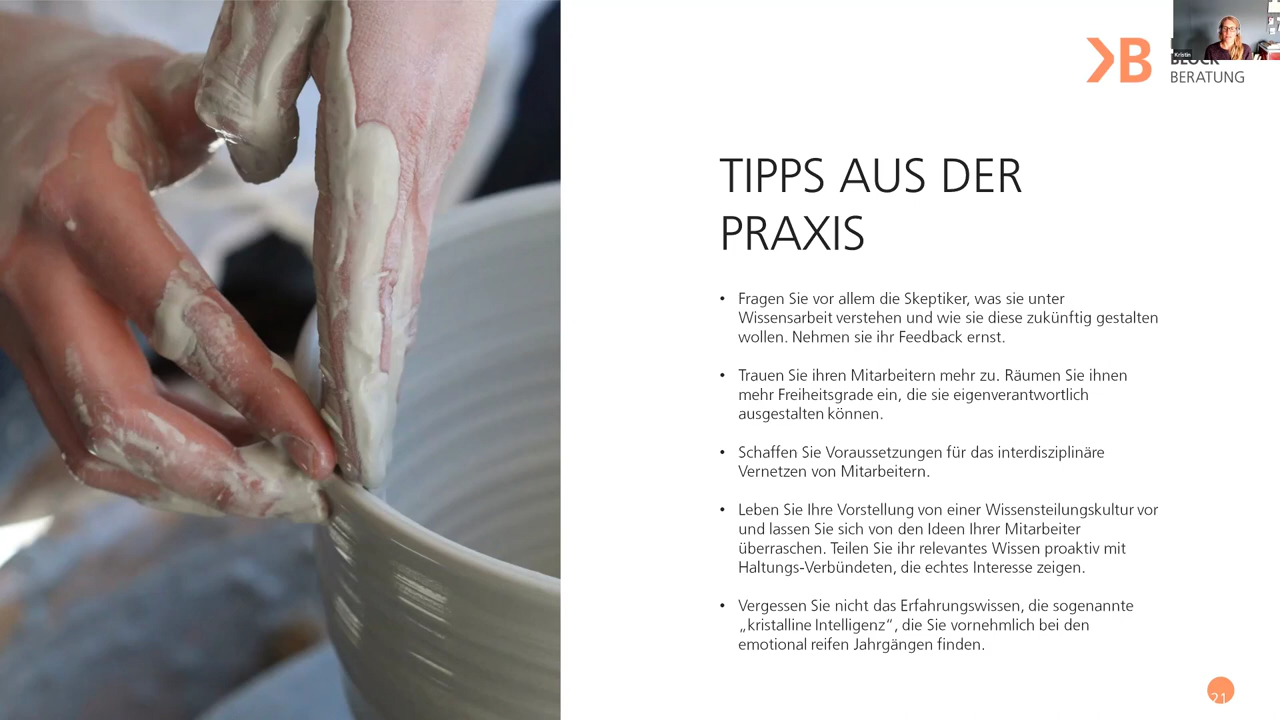 Kristin
KB
BLOCK
BERATUNG
TIPPS AUS DER
PRAXIS
• Fragen Sie vor allem die Skeptiker, was sie unter
Wissensarbeit verstehen und wie sie diese zukünftig gestalten
wollen. Nehmen sie ihr Feedback ernst.
• Trauen Sie ihren Mitarbeitern mehr zu. Räumen Sie ihnen
mehr Freiheitsgrade ein, die sie eigenverantwortlich
ausgestalten können.
• Schaffen Sie Voraussetzungen für das interdisziplinäre
Vernetzen von Mitarbeitern.
• Leben Sie Ihre Vorstellung von einer Wissensteilungskultur vor
und lassen Sie sich von den Ideen Ihrer Mitarbeiter
überraschen. Teilen Sie ihr relevantes Wissen proaktiv mit
Haltungs-Verbündeten, die echtes Interesse zeigen.
• Vergessen Sie nicht das Erfahrungswissen, die sogenannte
„kristalline Intelligenz“, die Sie vornehmlich bei den
emotional reifen Jahrgängen finden.
21